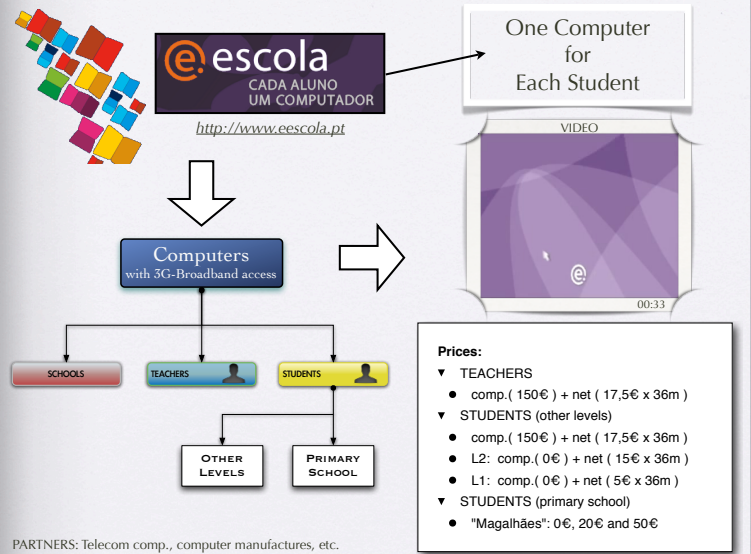 e. escola
CADA ALUNO
UM COMPUTADOR
http://www.eescola.pt
One Computer
for
Each Student
VIDEO
e.
00:33
Computers
with 3G-Broadband access
SCHOOLS
TEACHERS
STUDENTS
OTHER
LEVELS
PRIMARY
SCHOOL
Prices:
▼ TEACHERS
● comp.( 150€ ) + net ( 17,5€ x 36m )
▼ STUDENTS (other levels)
● comp.( 150€ ) + net ( 17,5€ x 36m )
● L2: comp.( 0€ ) + net ( 15€ x 36m )
● L1: comp.( 0€ ) + net ( 5€ x 36m )
▼ STUDENTS (primary school)
● "Magalhães": 0€, 20€ and 50€
PARTNERS: Telecom comp., computer manufactures, etc.